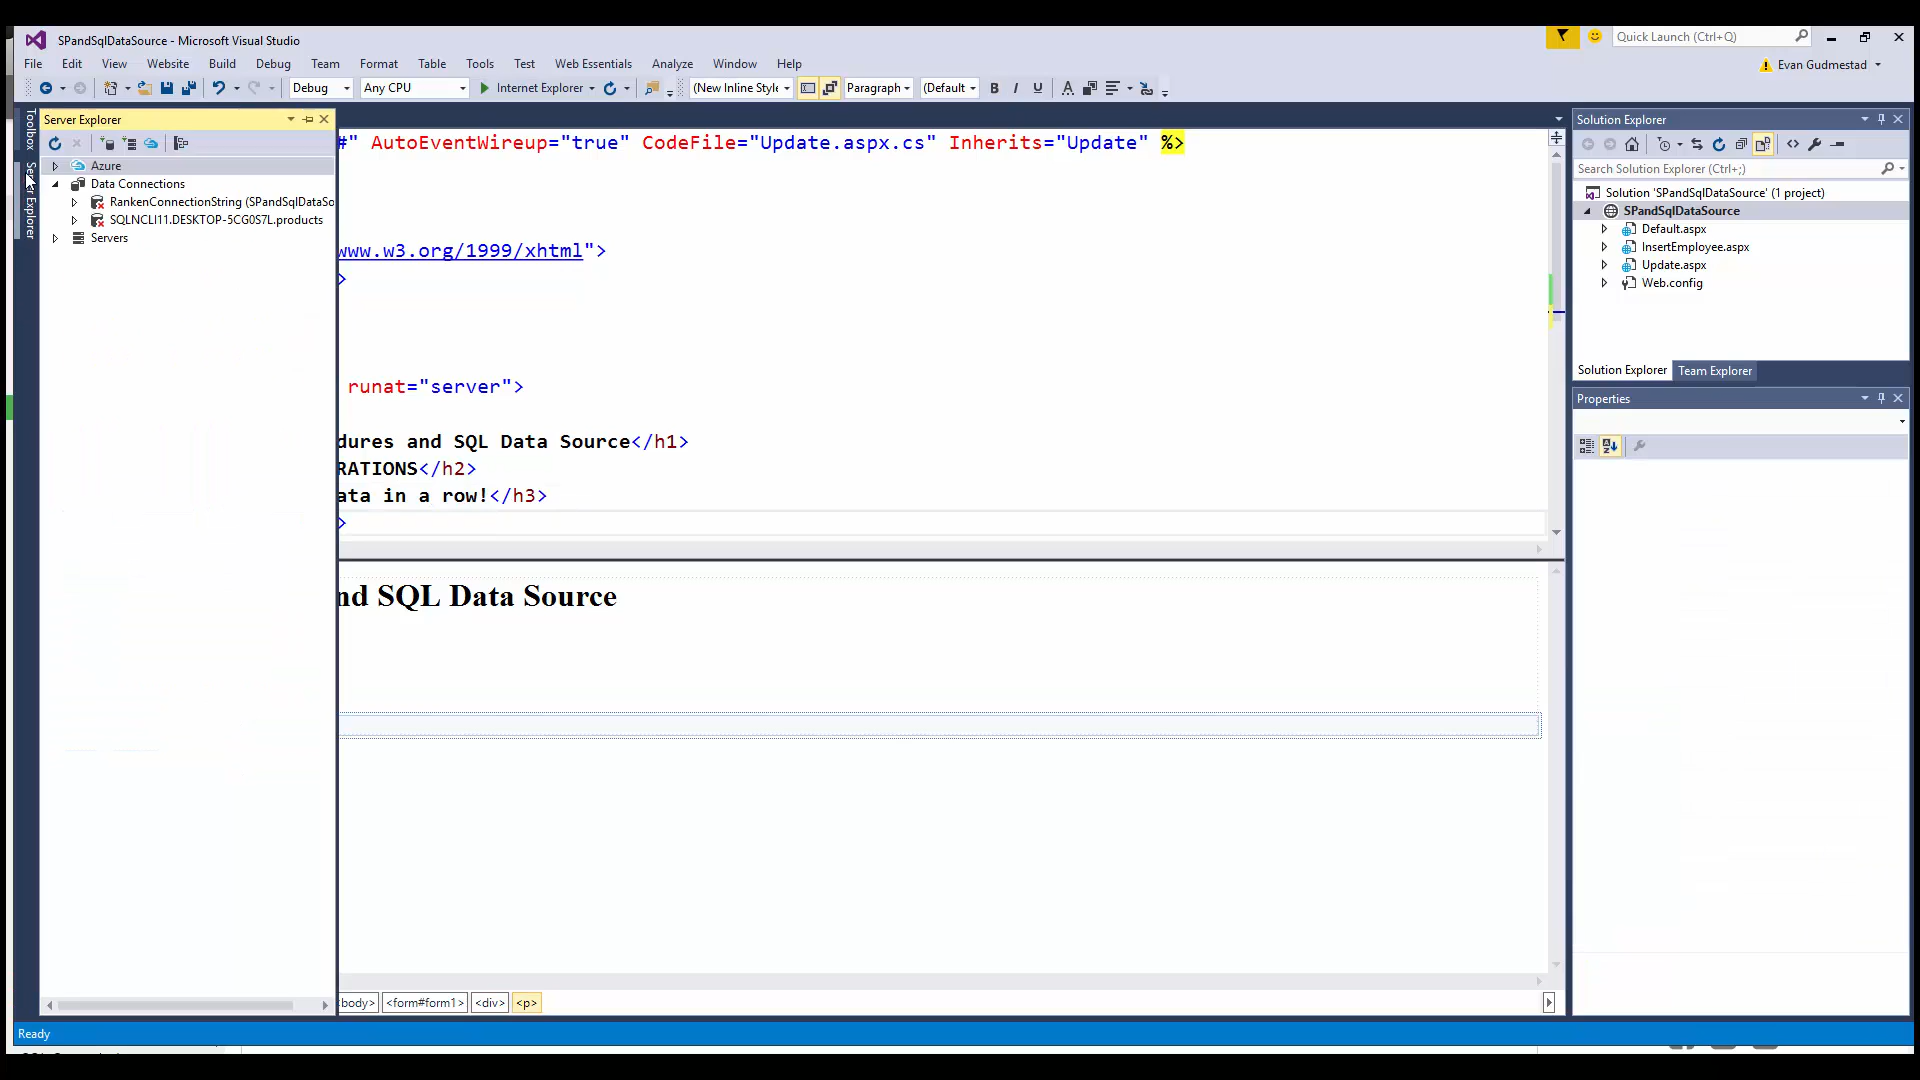 SPandSqlDataSource - Microsoft Visual Studio
Quick Launch (Ctrl+Q)
File Edit View Website Build Debug Team Format Table Tools Test Web Essentials Analyze Window Help
Evan Gudmestad
Debug Any CPU Internet Explorer (New Inline Style Paragraph (Default
Toolbox
Server Explorer
Server Explorer
Azure
Data Connections
RankenConnectionString (SPandSqlDataSo
SQLNCLI11.DESKTOP-5CG0S7L.products
Servers
#" AutoEventWireup="true" CodeFile="Update.aspx.cs" Inherits="Update" %>
www.w3.org/1999/xhtml">
>
runat="server">
dures and SQL Data Source</h1>
RATIONS</h2>
ata in a row!</h3>
>
nd SQL Data Source
body> <form#form1> <div> <p>
Solution Explorer
Search Solution Explorer (Ctrl+;)
Solution 'SPandSqlDataSource' (1 project)
SPandSqlDataSource
Default.aspx
InsertEmployee.aspx
Update.aspx
Web.config
Solution Explorer Team Explorer
Properties
Ready